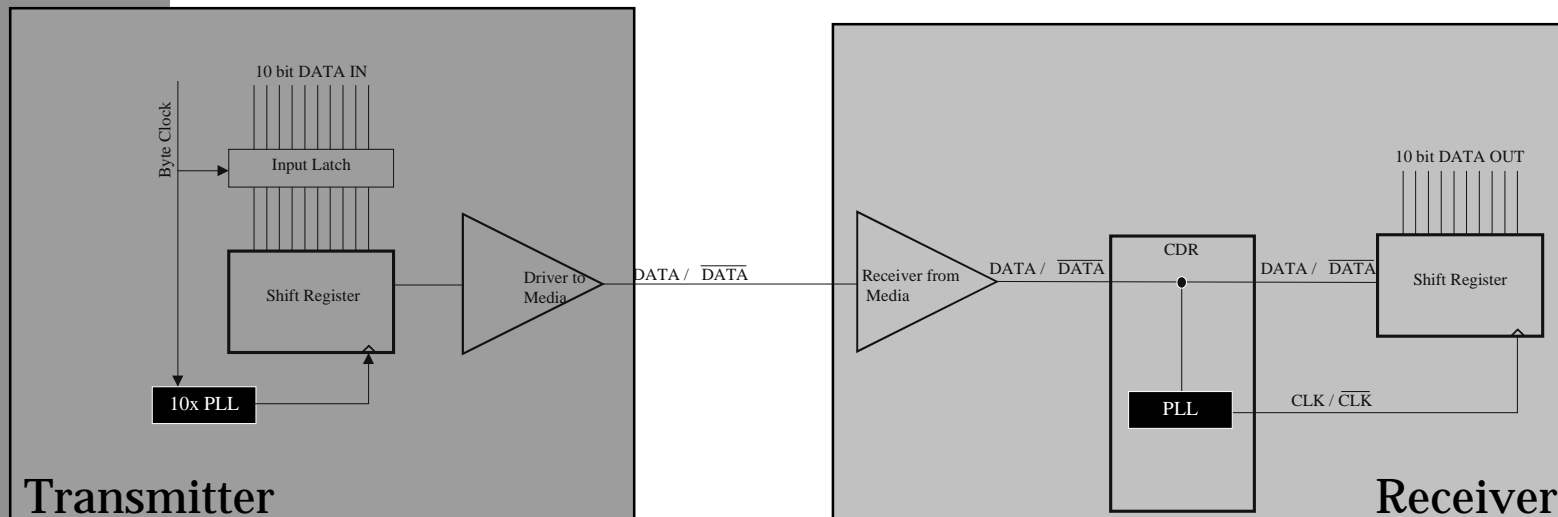 10 bit DATA IN
Byte Clock
Input Latch
Shift Register
Driver to
Media
10x PLL
Transmitter
DATA / DATA
Receiver from
Media
DATA / DATA
CDR
PLL
DATA / DATA
CLK / CLK
10 bit DATA OUT
Shift Register
Receiver